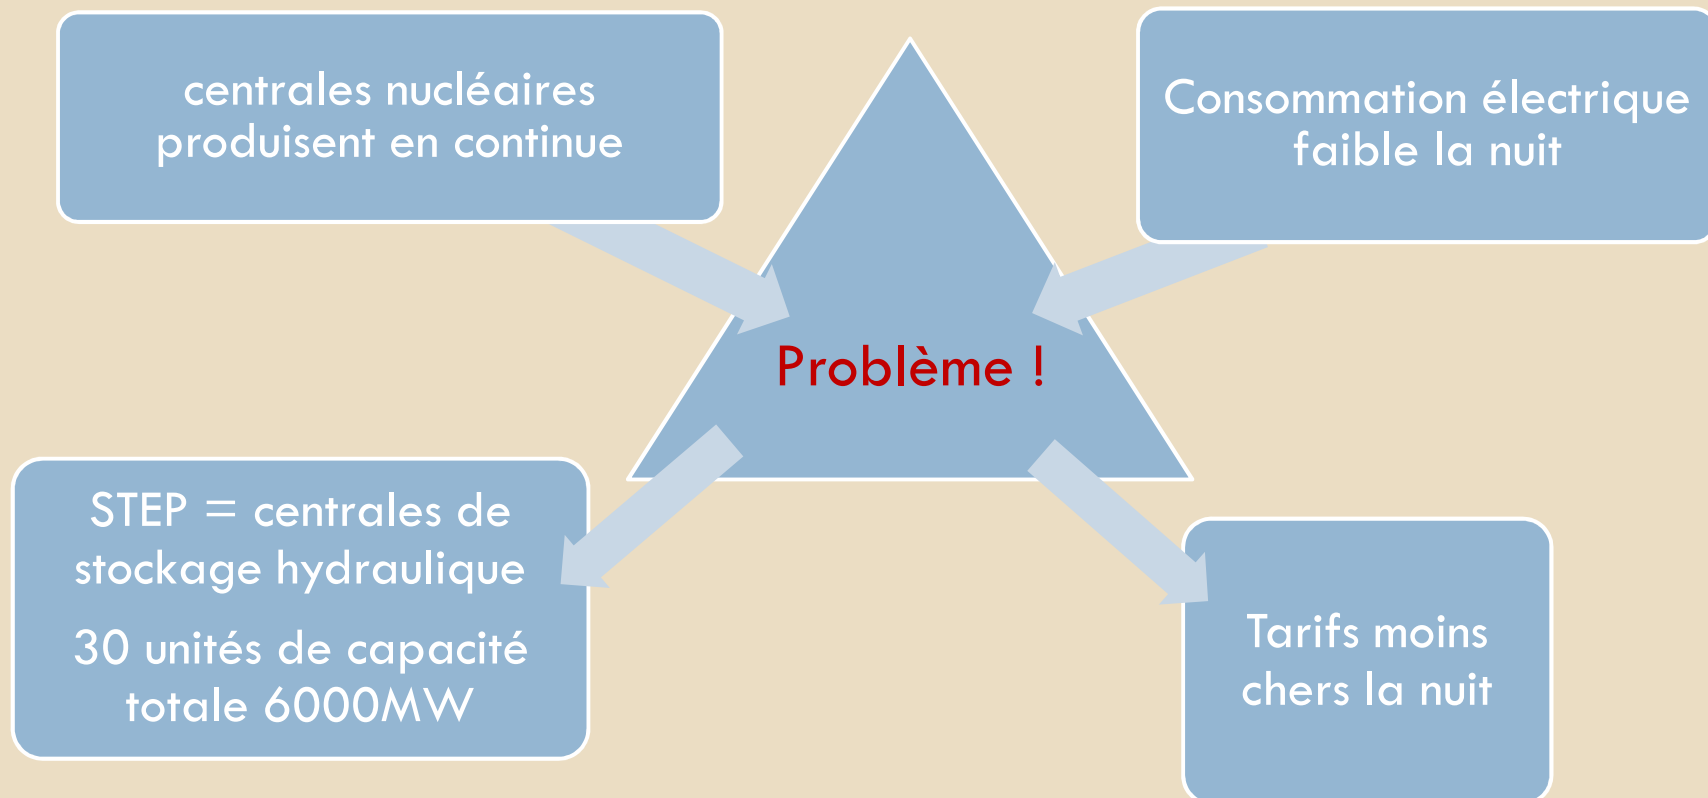 centrales nucléaires
produisent en continue
Consommation électrique
faible la nuit
Problème !
STEP = centrales de
stockage hydraulique
30 unités de capacité
totale 6000MW
Tarifs moins
chers la nuit